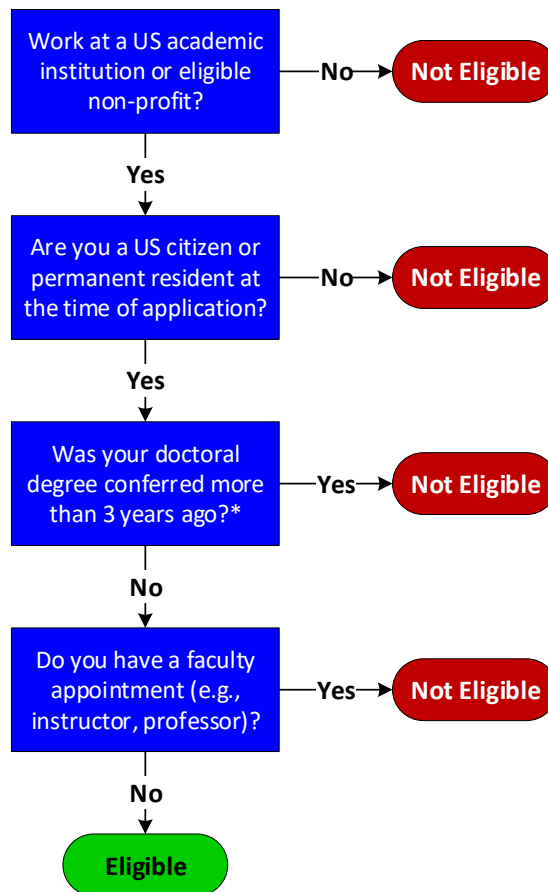 Work at a US academic
institution or eligible
non-profit?
No
Not Eligible
Yes
Are you a US citizen or
permanent resident at
the time of application?
No
Not Eligible
Yes
Was your doctoral
degree conferred more
than 3 years ago?*
Yes
Not Eligible
No
Do you have a faculty
appointment (e.g.,
instructor, professor)?
Yes
Not Eligible
No
Eligible